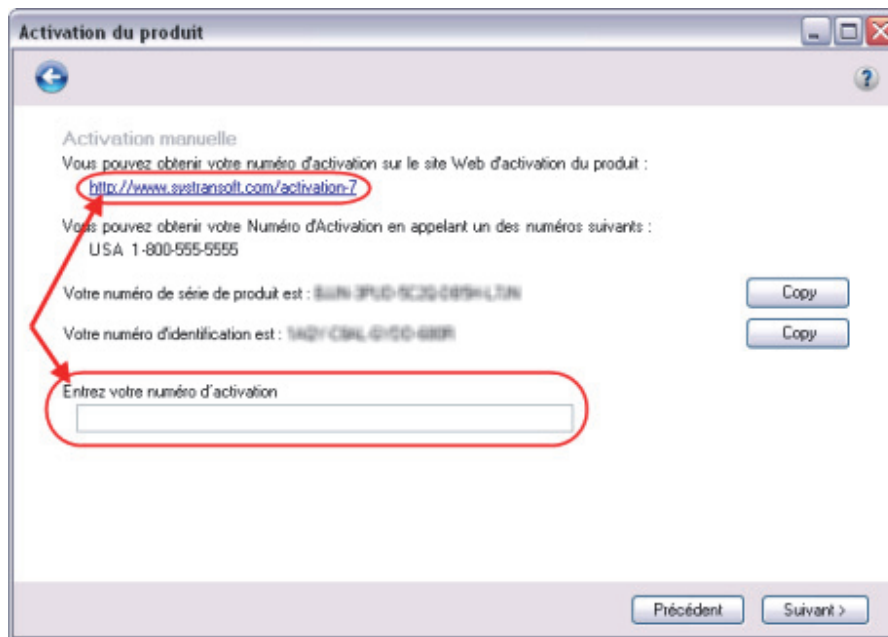 Activation du produit
Activation manuelle
Vous pouvez obtenir votre numéro d'activation sur le site Web d'activation du produit :
http://www.systransoft.com/activation-7
Vous pouvez obtenir votre Numéro d'Activation en appelant un des numéros suivants :
USA 1-800-555-5555
Votre numéro de série de produit est :
Copy
Votre numéro d'identification est :
Copy
Entrez votre numéro d'activation
Précédent
Suivant >